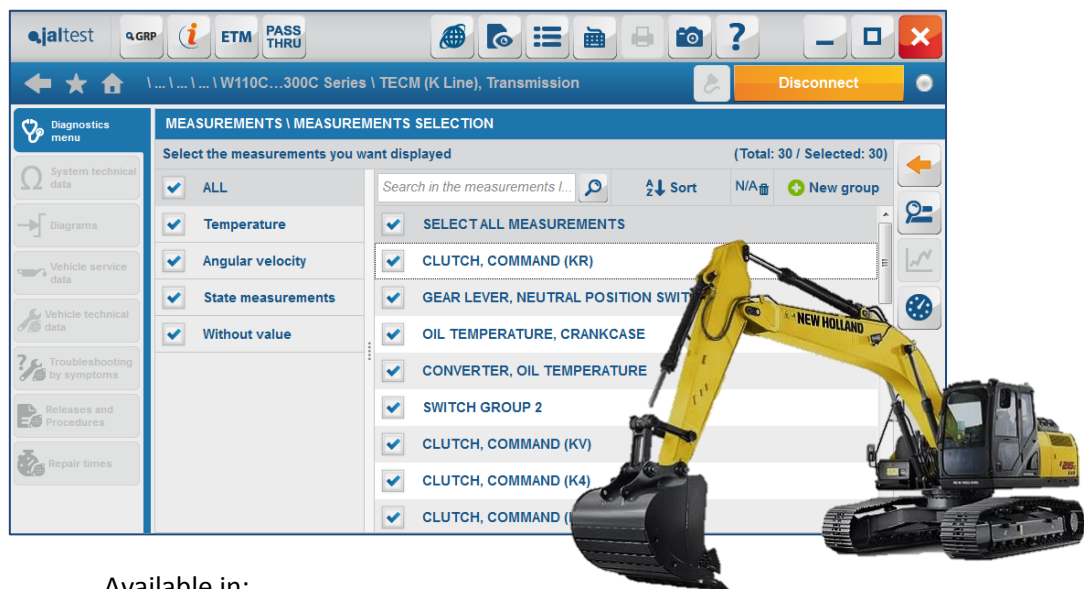 jaltest GRP i ETM PASS THRU ?
\ ... \ ... \ ... \ W110C...300C Series \ TECM (K Line), Transmission
Disconnect
Diagnostics menu
System technical data
Diagrams
Vehicle service data
Vehicle technical data
Troubleshooting by symptoms
Releases and Procedures
Repair times
MEASUREMENTS \ MEASUREMENTS SELECTION
Select the measurements you want displayed
(Total: 30 / Selected: 30)
ALL
Temperature
Angular velocity
State measurements
Without value
Search in the measurements l...
A Z Sort
N/A
New group
SELECT ALL MEASUREMENTS
CLUTCH, COMMAND (KR)
GEAR LEVER, NEUTRAL POSITION
OIL TEMPERATURE, CRANKCASE
CONVERTER, OIL TEMPERATURE
SWITCH GROUP 2
CLUTCH, COMMAND (KV)
CLUTCH, COMMAND (K4)
CLUTCH, COMMAND
NEW HOLLAND
Available in: